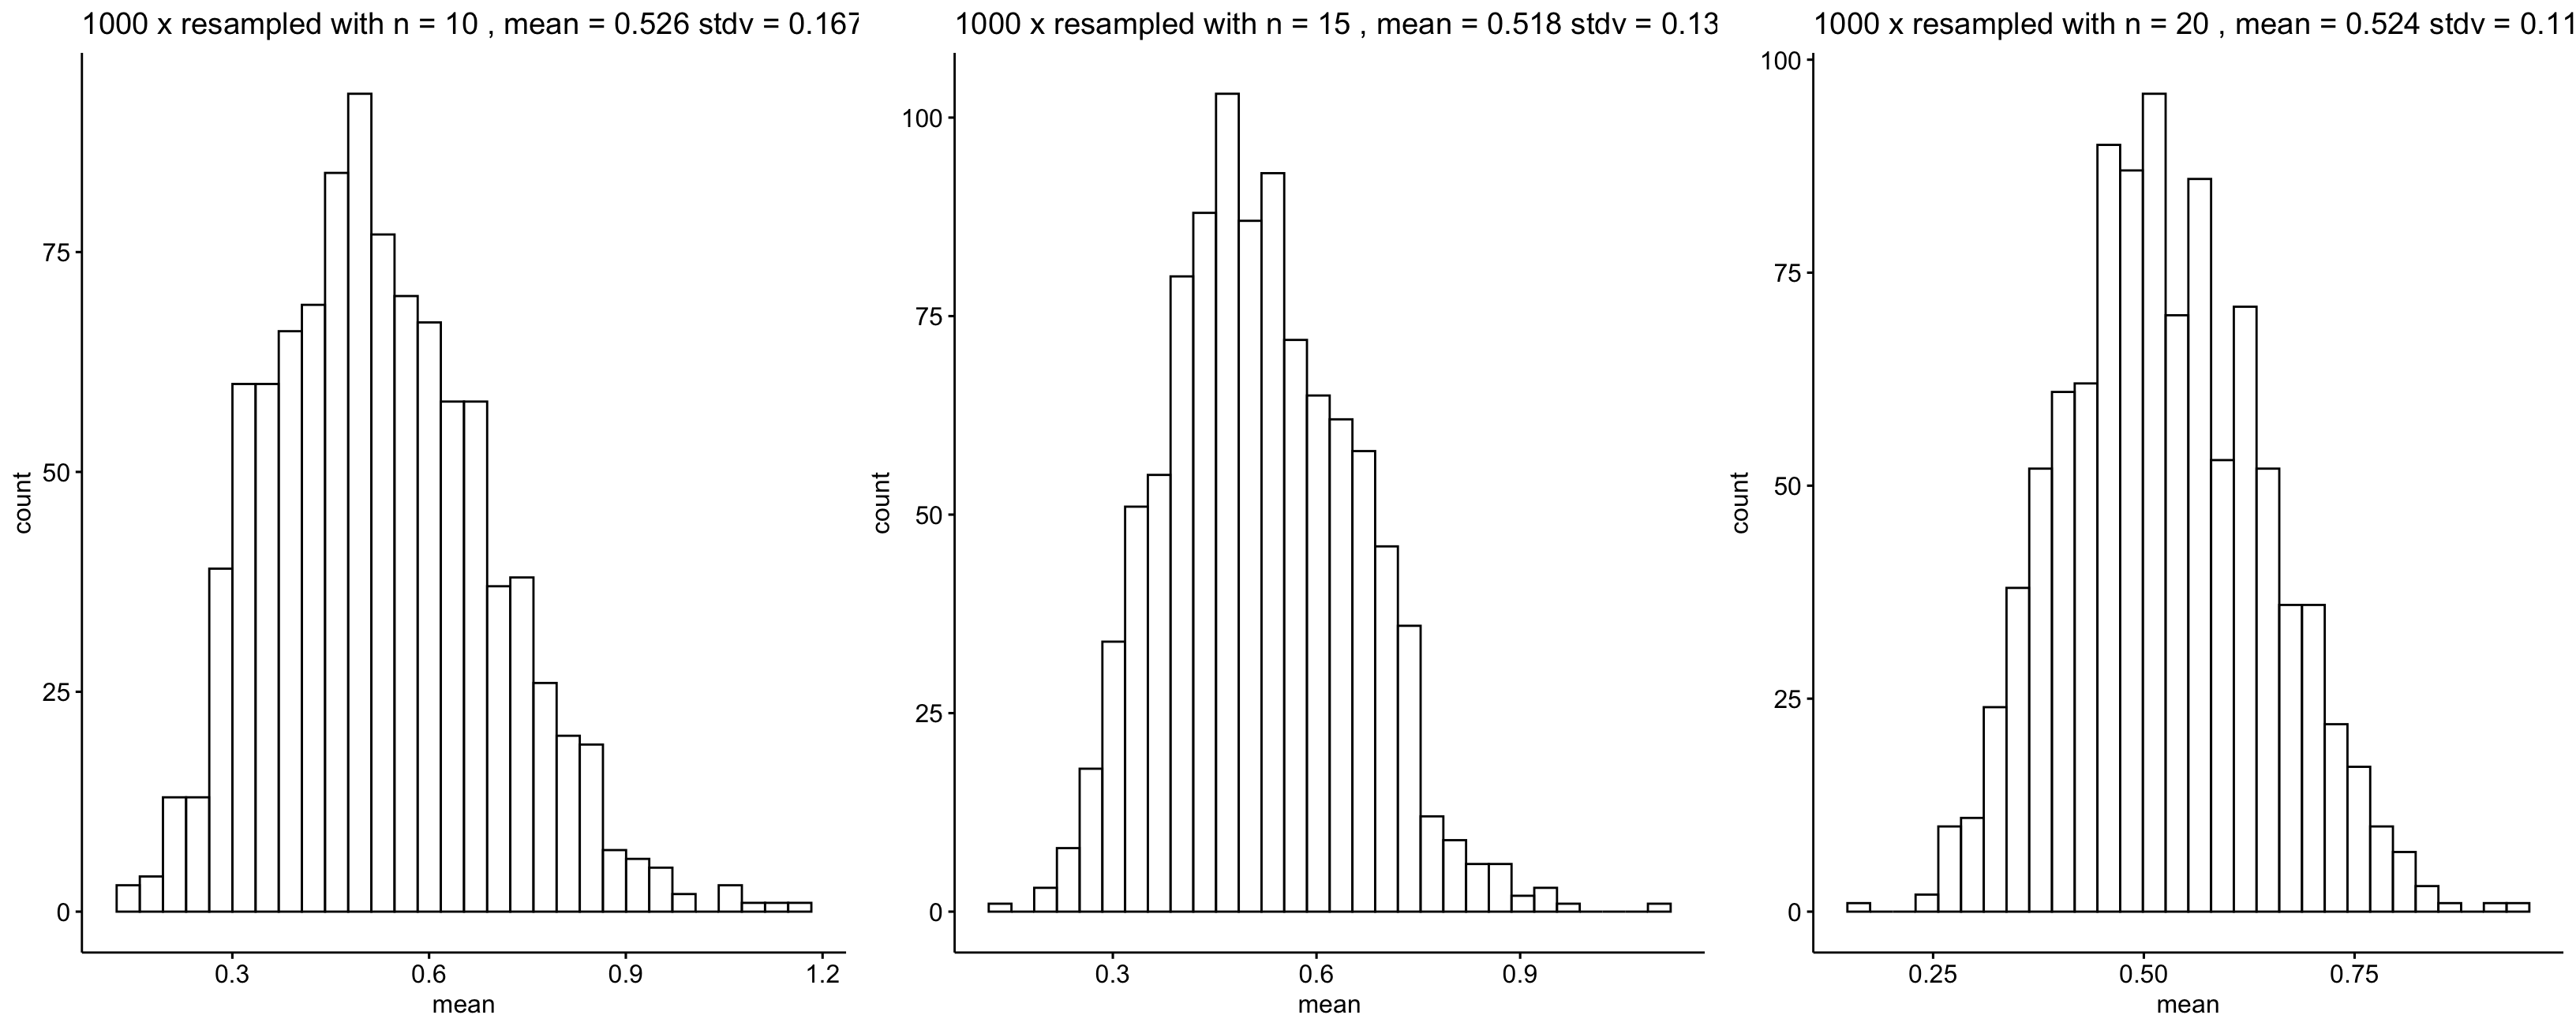 1000 x resampled with n = 10 , mean = 0.526 stdv = 0.167
75
50
25
0
count
0.3 0.6 0.9 1.2
mean
1000 x resampled with n = 15 , mean = 0.518 stdv = 0.13
100
75
50
25
0
count
0.3 0.6 0.9
mean
1000 x resampled with n = 20 , mean = 0.524 stdv = 0.11
100
75
50
25
0
count
0.25 0.50 0.75
mean